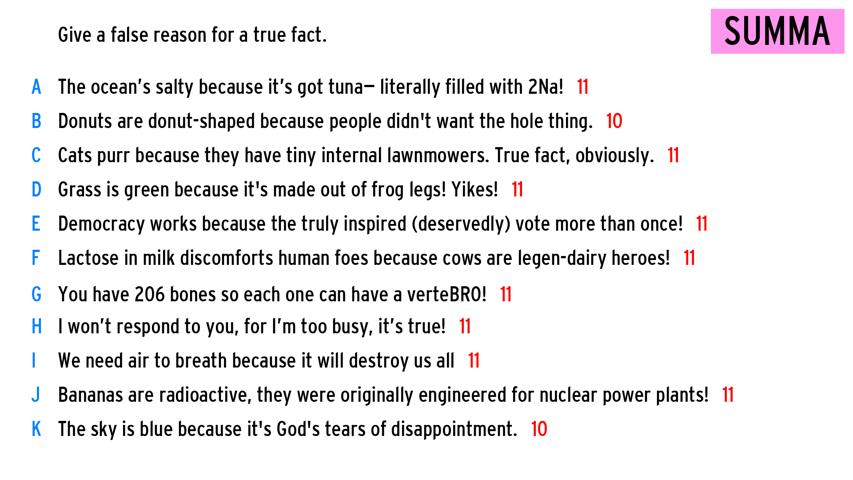 Give a false reason for a true fact.
SUMMA
A The ocean’s salty because it’s got tuna– literally filled with 2Na! 11
B Donuts are donut-shaped because people didn't want the hole thing. 10
C Cats purr because they have tiny internal lawnmowers. True fact, obviously. 11
D Grass is green because it's made out of frog legs! Yikes! 11
E Democracy works because the truly inspired (deservedly) vote more than once! 11
F Lactose in milk discomforts human foes because cows are legen-dairy heroes! 11
G You have 206 bones so each one can have a verteBRO! 11
H I won’t respond to you, for I’m too busy, it’s true! 11
I We need air to breath because it will destroy us all 11
J Bananas are radioactive, they were originally engineered for nuclear power plants! 11
K The sky is blue because it's God's tears of disappointment. 10